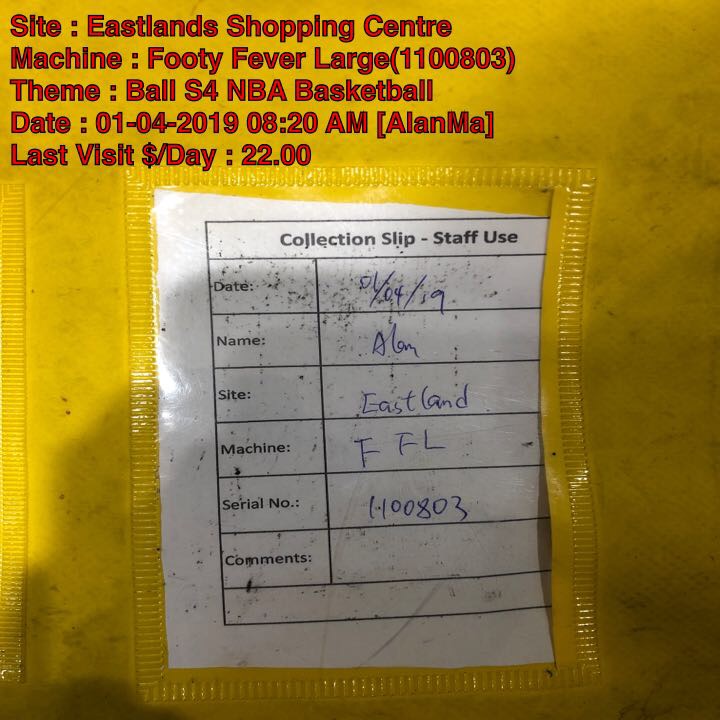 Site : Eastlands Shopping Centre
Machine : Footy Fever Large(1100803)
Theme : Ball S4 NBA Basketball
Date : 01-04-2019 08:20 AM [AlanMa]
Last Visit $/Day : 22.00
Collection Slip - Staff Use
Date: 01/04/19
Name: Alan
Site: Eastland
Machine: F FL
Serial No.: 1100803
Comments: